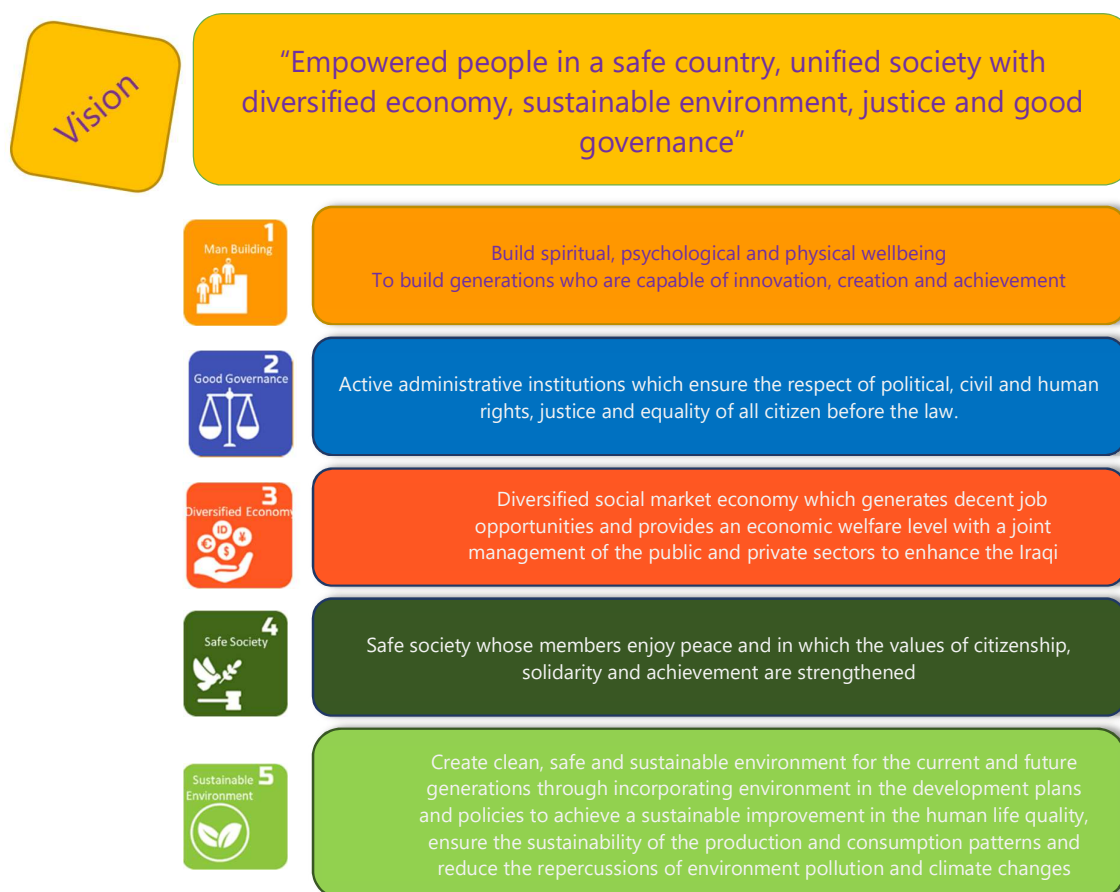 Vision
“Empowered people in a safe country, unified society with
diversified economy, sustainable environment, justice and good
governance”
1
Man Building
Build spiritual, psychological and physical wellbeing
To build generations who are capable of innovation, creation and achievement
2
Good Governance
Active administrative institutions which ensure the respect of political, civil and human
rights, justice and equality of all citizen before the law.
3
Diversified Economy
ID
¥
€
$
Diversified social market economy which generates decent job
opportunities and provides an economic welfare level with a joint
management of the public and private sectors to enhance the Iraqi
4
Safe Society
Safe society whose members enjoy peace and in which the values of citizenship,
solidarity and achievement are strengthened
Sustainable 5
Environment
Create clean, safe and sustainable environment for the current and future
generations through incorporating environment in the development plans
and policies to achieve a sustainable improvement in the human life quality,
ensure the sustainability of the production and consumption patterns and
reduce the repercussions of environment pollution and climate changes